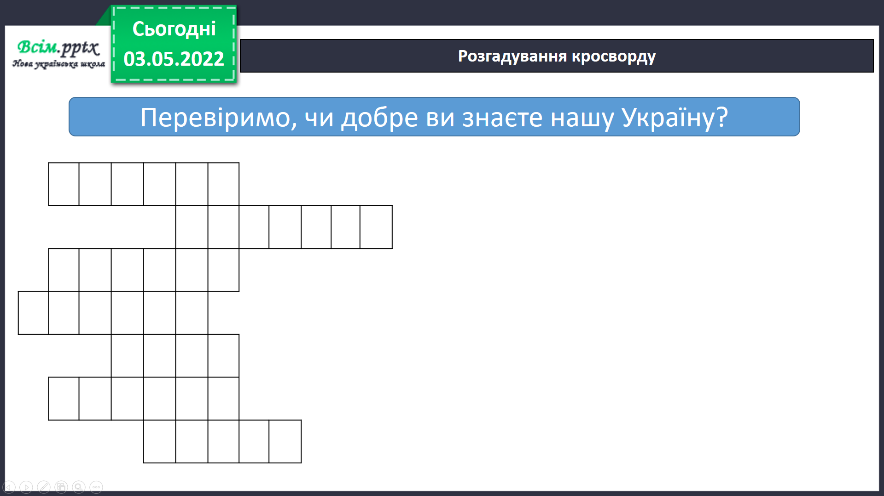 Сьогодні
03.05.2022
Всім.pptx
Нова українська школа
Розгадування кросворду
Перевіримо, чи добре ви знаєте нашу Україну?